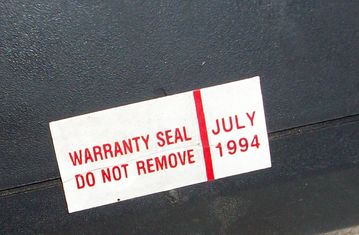 WARRANTY SEAL
DO NOT REMOVE
JULY
1994